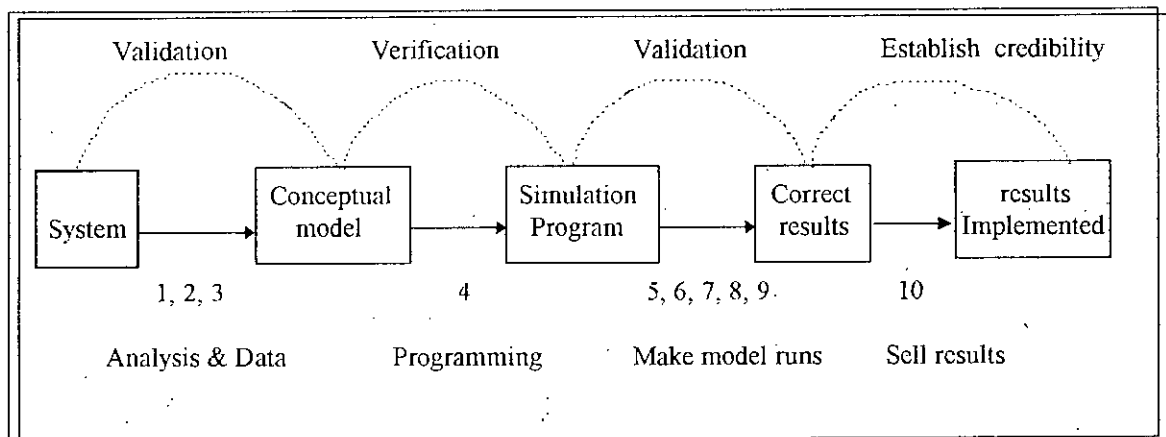 Validation Verification Validation Establish credibility
System
Conceptual
model
Simulation
Program
Correct
results
results
Implemented
1, 2, 3 4 5, 6, 7, 8, 9 10
Analysis & Data Programming Make model runs Sell results